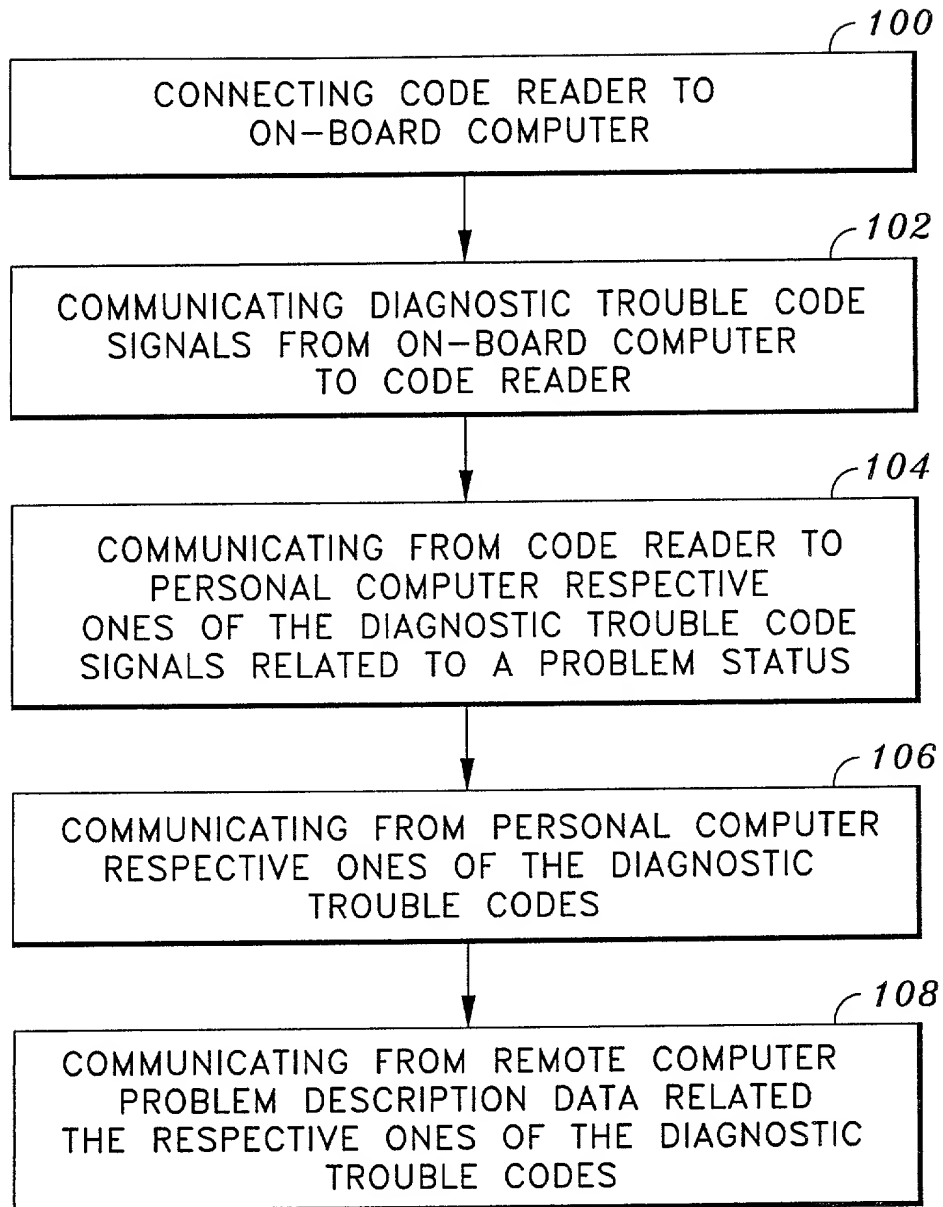 100
CONNECTING CODE READER TO
ON-BOARD COMPUTER
102
COMMUNICATING DIAGNOSTIC TROUBLE CODE
SIGNALS FROM ON-BOARD COMPUTER
TO CODE READER
104
COMMUNICATING FROM CODE READER TO
PERSONAL COMPUTER RESPECTIVE
ONES OF THE DIAGNOSTIC TROUBLE CODE
SIGNALS RELATED TO A PROBLEM STATUS
106
COMMUNICATING FROM PERSONAL COMPUTER
RESPECTIVE ONES OF THE DIAGNOSTIC
TROUBLE CODES
108
COMMUNICATING FROM REMOTE COMPUTER
PROBLEM DESCRIPTION DATA RELATED
THE RESPECTIVE ONES OF THE DIAGNOSTIC
TROUBLE CODES